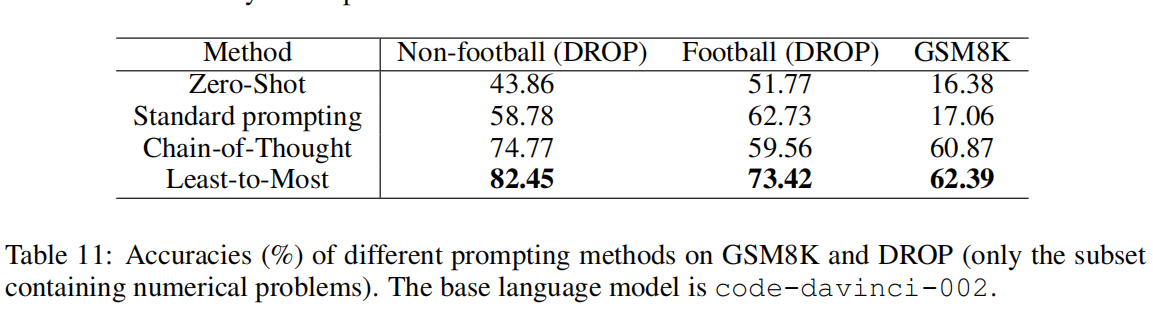 Method Non-football (DROP) Football (DROP) GSM8K
Zero-Shot 43.86 51.77 16.38
Standard prompting 58.78 62.73 17.06
Chain-of-Thought 74.77 59.56 60.87
Least-to-Most 82.45 73.42 62.39
Table 11: Accuracies (%) of different prompting methods on GSM8K and DROP (only the subset
containing numerical problems). The base language model is code-davinci-002.